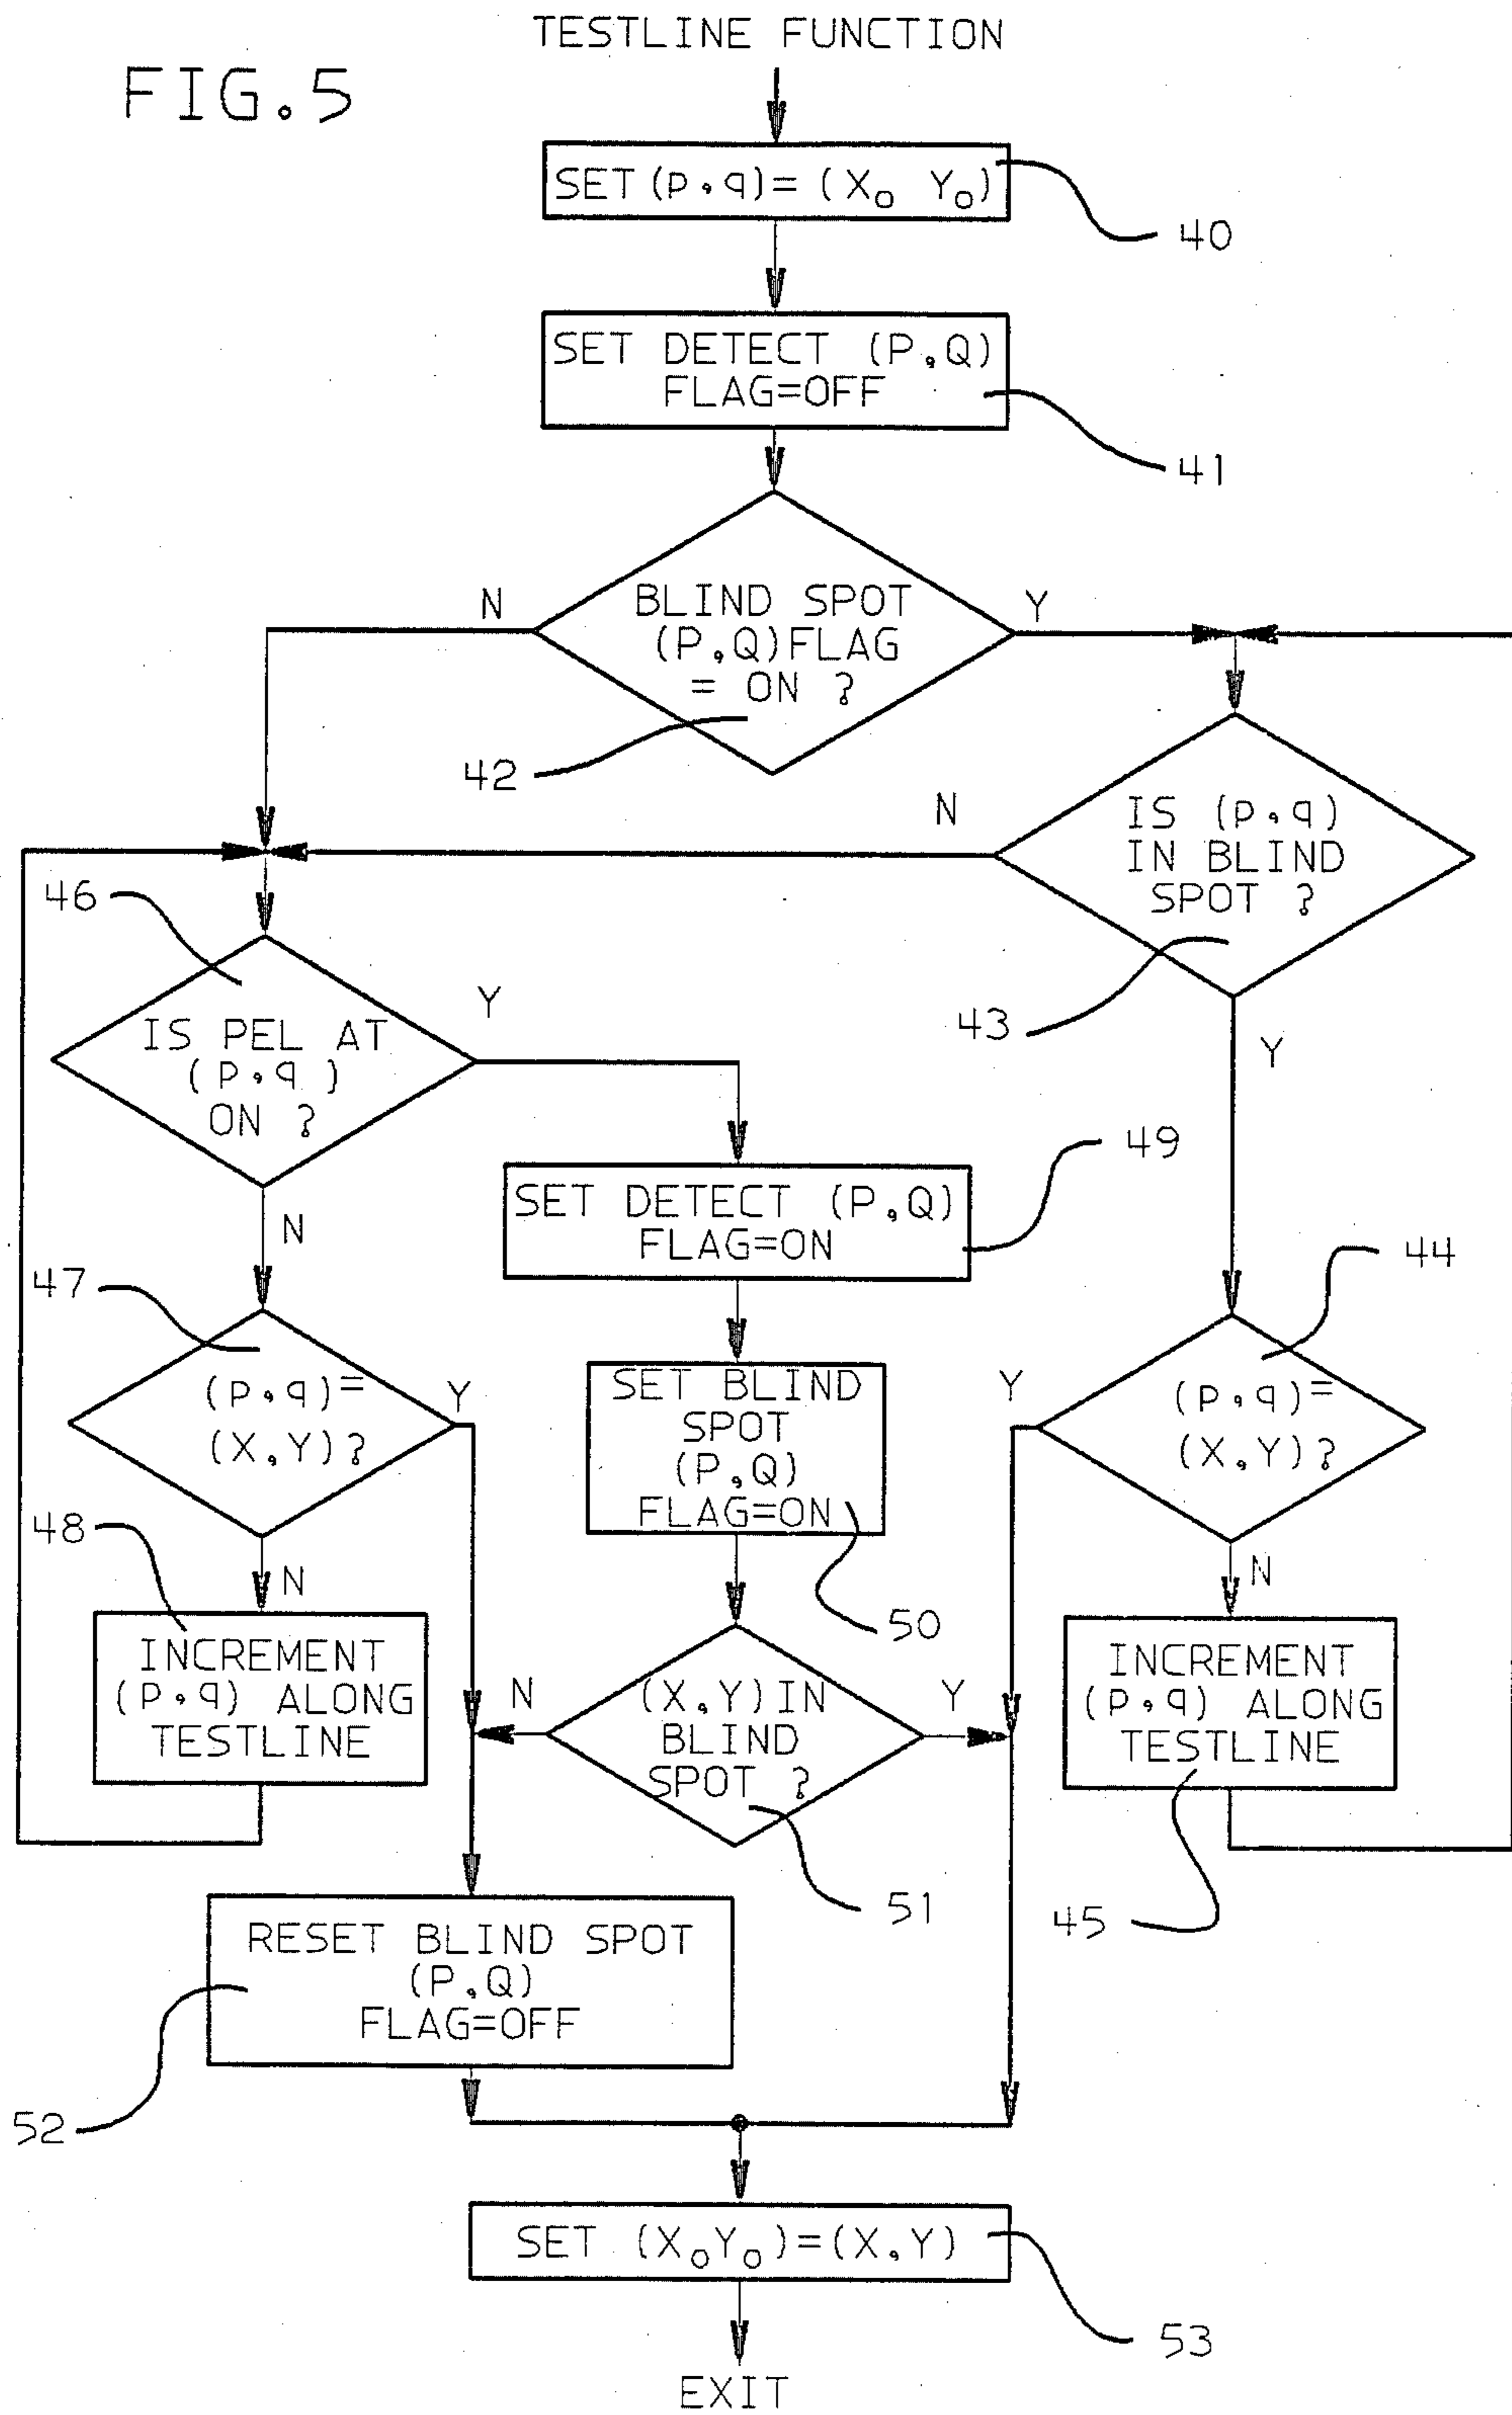 TESTLINE FUNCTION
FIG.5
SET (p,q)= (X₀ Y₀)
40
SET DETECT (P,Q)
FLAG=OFF
41
BLIND SPOT
(P,Q)FLAG
= ON ?
N
Y
42
IS (p,q)
IN BLIND
SPOT ?
N
43
Y
46
IS PEL AT
(p,q)
ON ?
Y
N
49
SET DETECT (P,Q)
FLAG=ON
47
(p,q)=
(X,Y)?
Y
N
SET BLIND
SPOT
(P,Q)
FLAG=ON
50
44
(p,q)=
(X,Y)?
Y
N
48
INCREMENT
(p,q) ALONG
TESTLINE
(X,Y)IN
BLIND
SPOT ?
N
Y
51
INCREMENT
(p,q) ALONG
TESTLINE
45
RESET BLIND SPOT
(P,Q)
FLAG=OFF
52
SET (X₀Y₀)=(X,Y)
53
EXIT